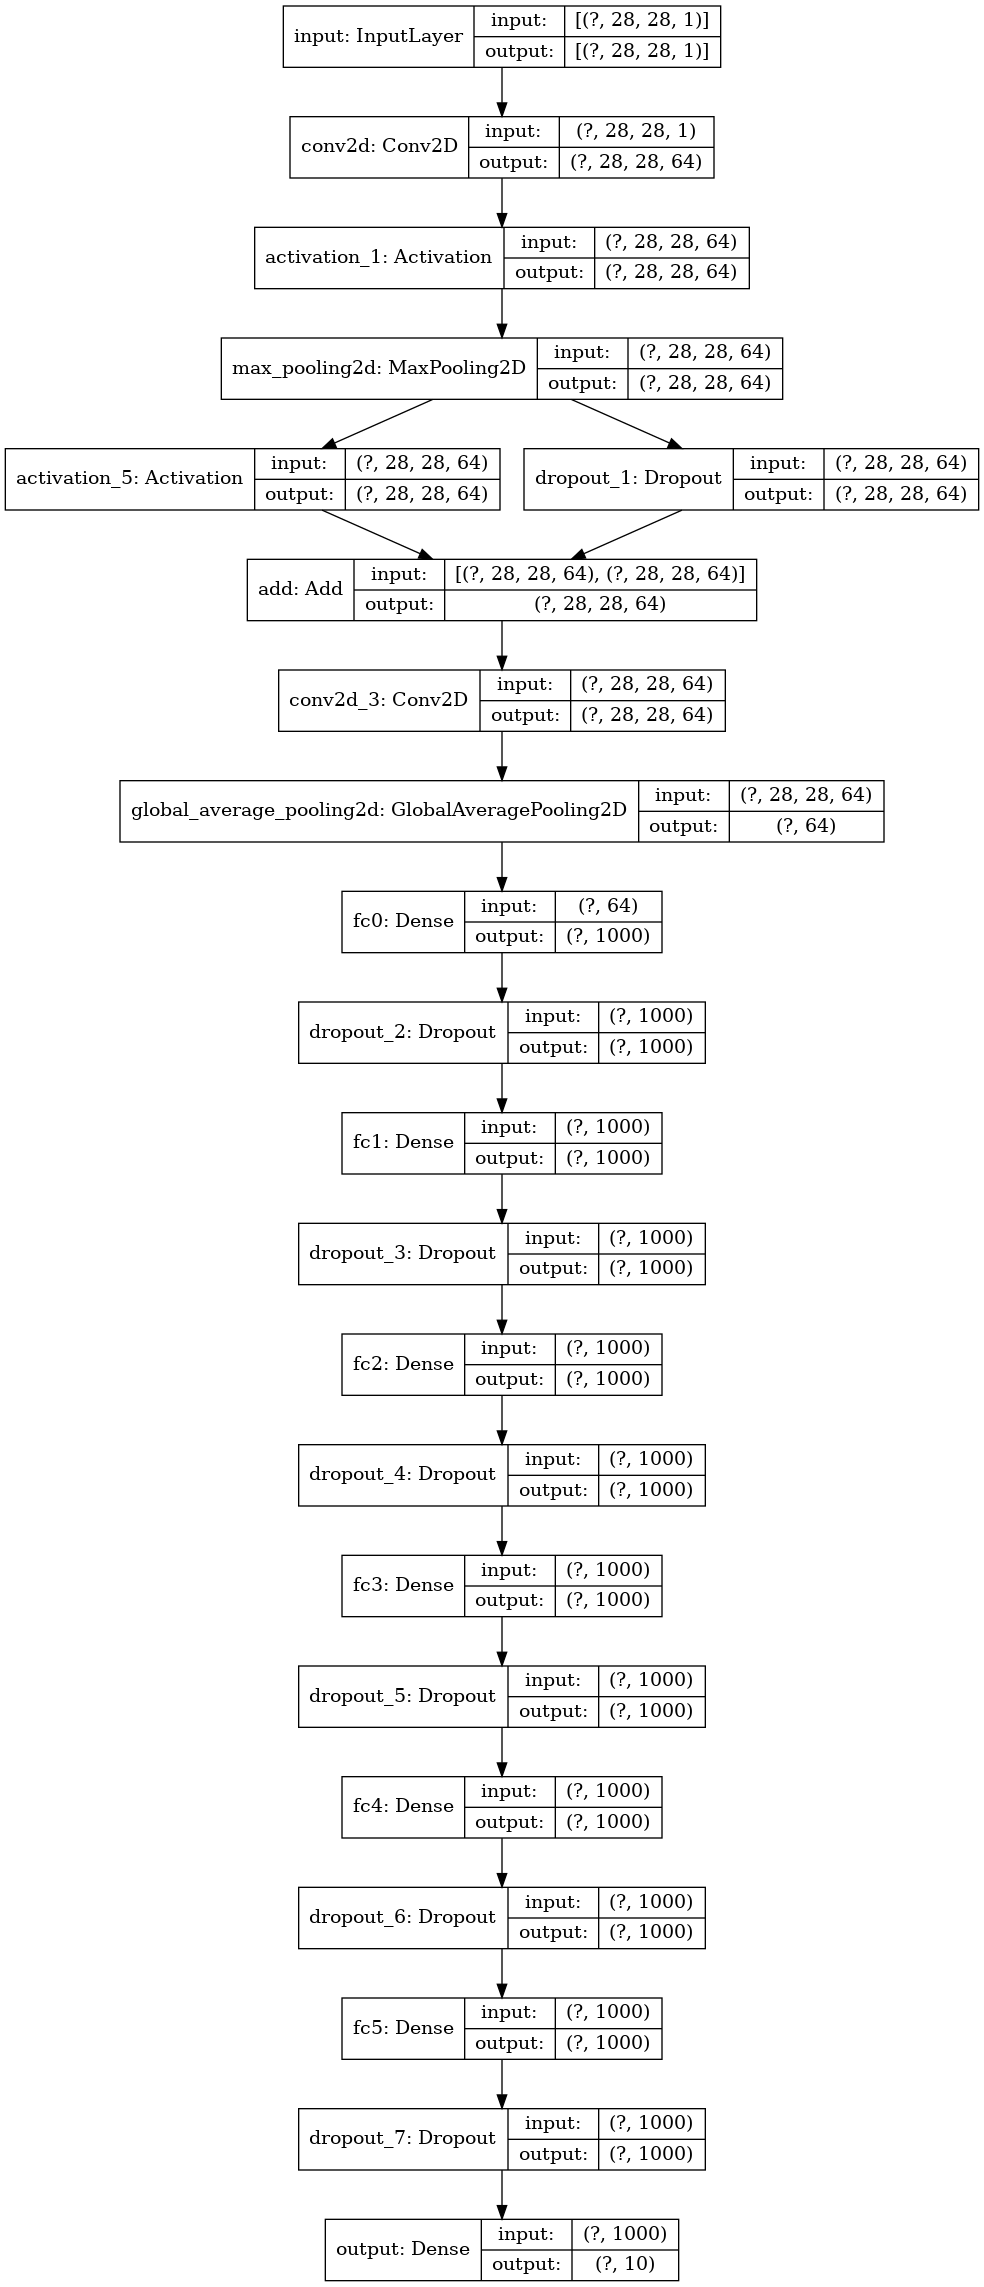 input: InputLayer
input: [(?, 28, 28, 1)]
output: [(?, 28, 28, 1)]
conv2d: Conv2D
input: (?, 28, 28, 1)
output: (?, 28, 28, 64)
activation_1: Activation
input: (?, 28, 28, 64)
output: (?, 28, 28, 64)
max_pooling2d: MaxPooling2D
input: (?, 28, 28, 64)
output: (?, 28, 28, 64)
activation_5: Activation
input: (?, 28, 28, 64)
output: (?, 28, 28, 64)
dropout_1: Dropout
input: (?, 28, 28, 64)
output: (?, 28, 28, 64)
add: Add
input: [(?, 28, 28, 64), (?, 28, 28, 64)]
output: (?, 28, 28, 64)
conv2d_3: Conv2D
input: (?, 28, 28, 64)
output: (?, 28, 28, 64)
global_average_pooling2d: GlobalAveragePooling2D
input: (?, 28, 28, 64)
output: (?, 64)
fc0: Dense
input: (?, 64)
output: (?, 1000)
dropout_2: Dropout
input: (?, 1000)
output: (?, 1000)
fc1: Dense
input: (?, 1000)
output: (?, 1000)
dropout_3: Dropout
input: (?, 1000)
output: (?, 1000)
fc2: Dense
input: (?, 1000)
output: (?, 1000)
dropout_4: Dropout
input: (?, 1000)
output: (?, 1000)
fc3: Dense
input: (?, 1000)
output: (?, 1000)
dropout_5: Dropout
input: (?, 1000)
output: (?, 1000)
fc4: Dense
input: (?, 1000)
output: (?, 1000)
dropout_6: Dropout
input: (?, 1000)
output: (?, 1000)
fc5: Dense
input: (?, 1000)
output: (?, 1000)
dropout_7: Dropout
input: (?, 1000)
output: (?, 1000)
output: Dense
input: (?, 1000)
output: (?, 10)